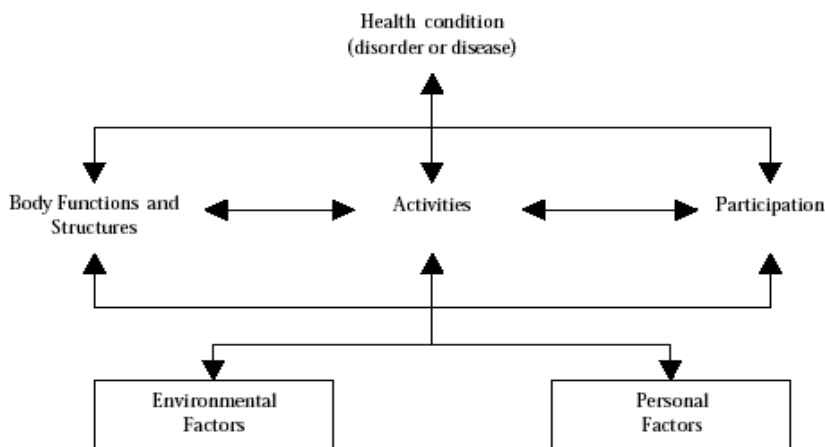 Health condition
(disorder or disease)
Body Functions and
Structures
Activities
Participation
Environmental
Factors
Personal
Factors